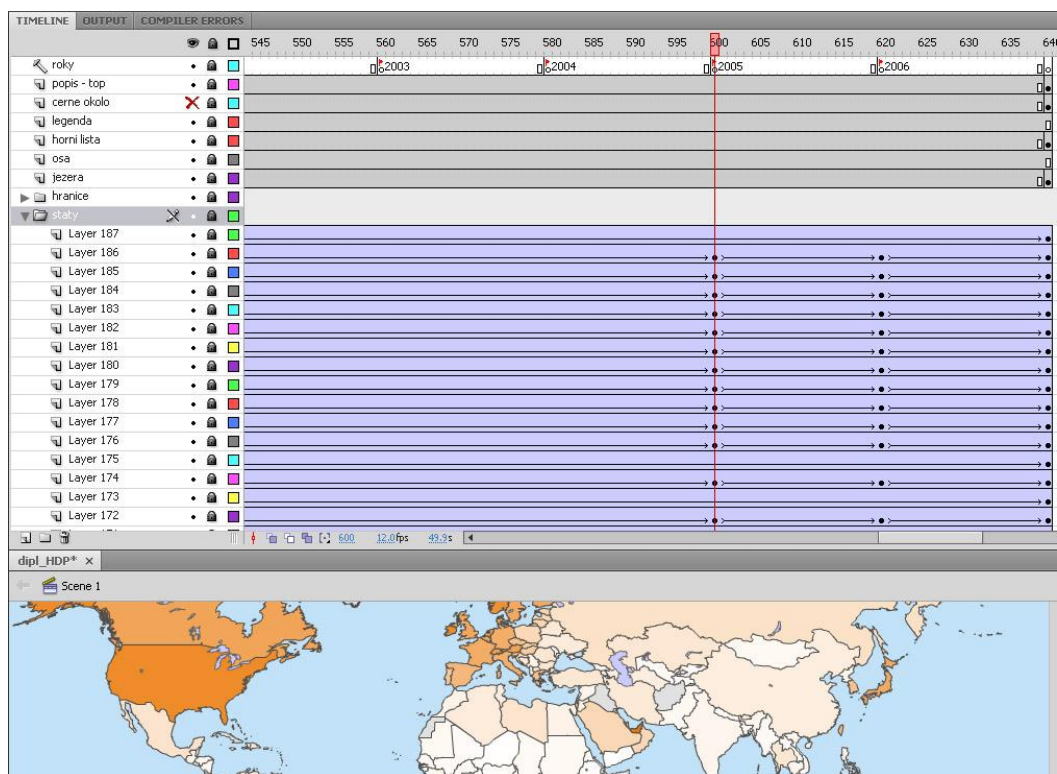 TIMELINE OUTPUT COMPILER ERRORS
545 550 555 560 565 570 575 580 585 590 595 600 605 610 615 620 625 630 635 640
roky 2003 2004 2005 2006
popis - top
cerne okolo
legenda
horni lista
osa
jezera
hranice
staty
Layer 187
Layer 186
Layer 185
Layer 184
Layer 183
Layer 182
Layer 181
Layer 180
Layer 179
Layer 178
Layer 177
Layer 176
Layer 175
Layer 174
Layer 173
Layer 172
600 12.0fps 49.9s
dipl_HDP* ×
Scene 1